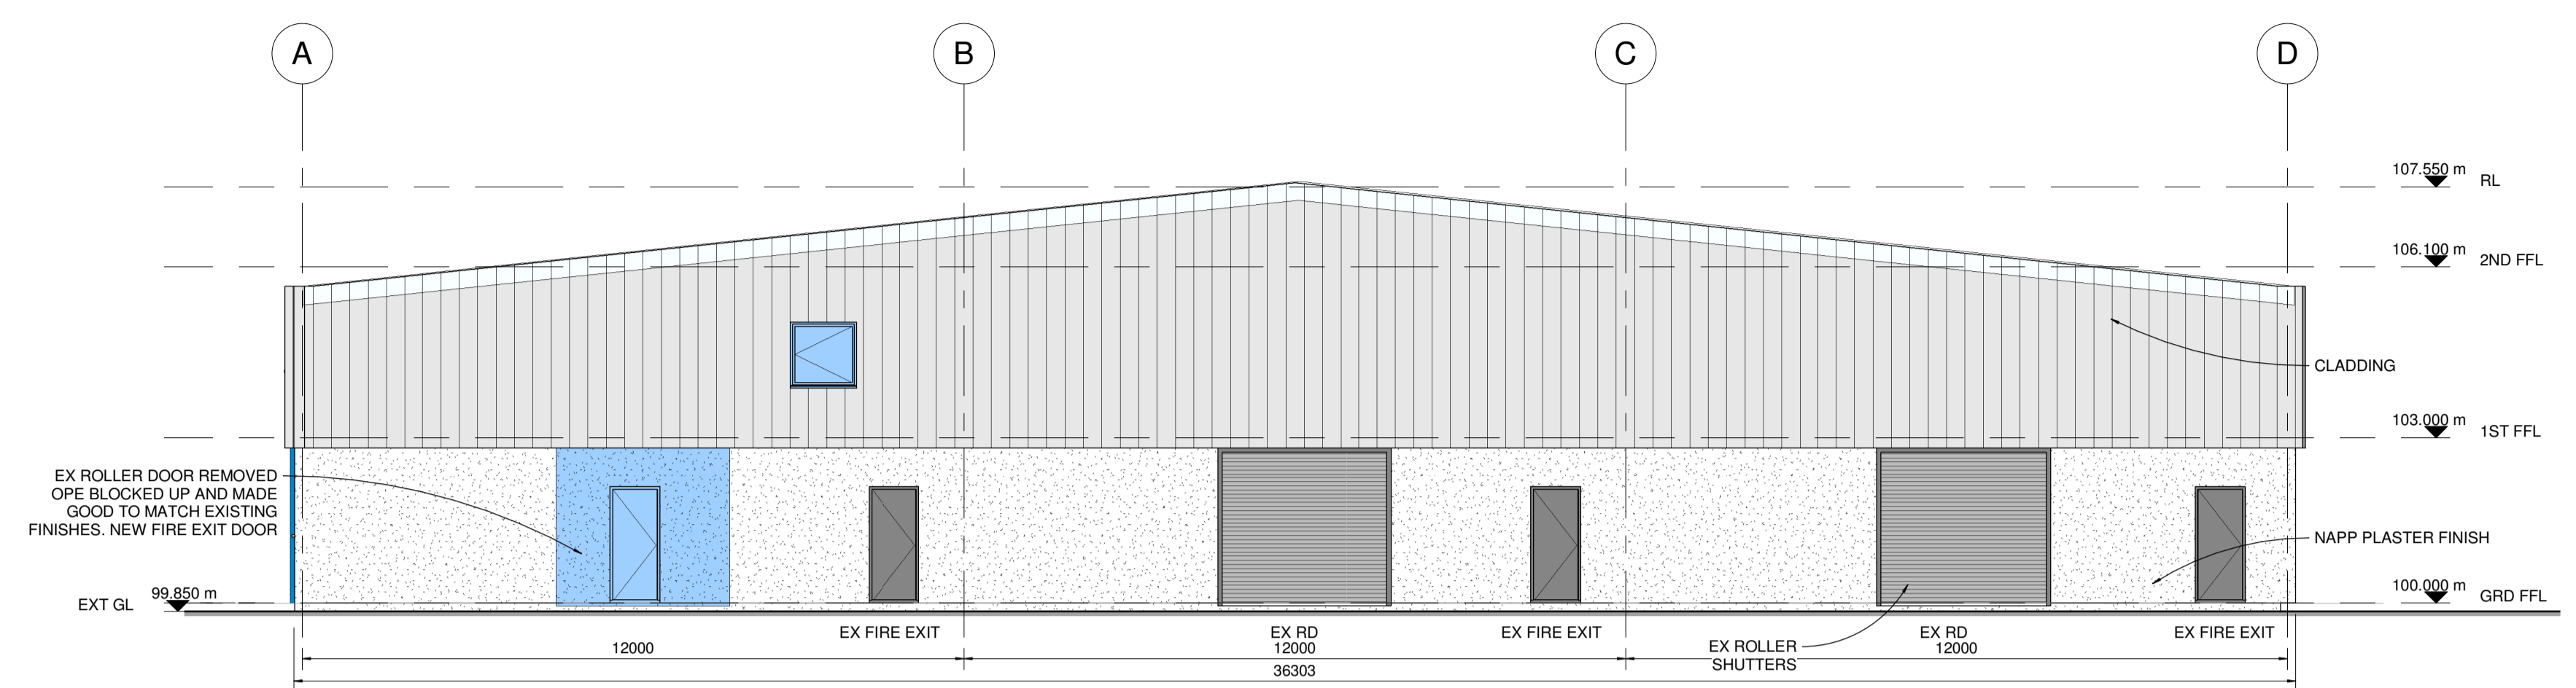 A
B
C
D
107.550 m
RL
106.100 m
2ND FFL
CLADDING
103.000 m
1ST FFL
EX ROLLER DOOR REMOVED
OPE BLOCKED UP AND MADE
GOOD TO MATCH EXISTING
FINISHES. NEW FIRE EXIT DOOR
NAPP PLASTER FINISH
99.850 m
EXT GL
100.000 m
GRD FFL
EX FIRE EXIT
EX RD
EX FIRE EXIT
EX RD
EX FIRE EXIT
EX ROLLER
SHUTTERS
12000
12000
12000
36303